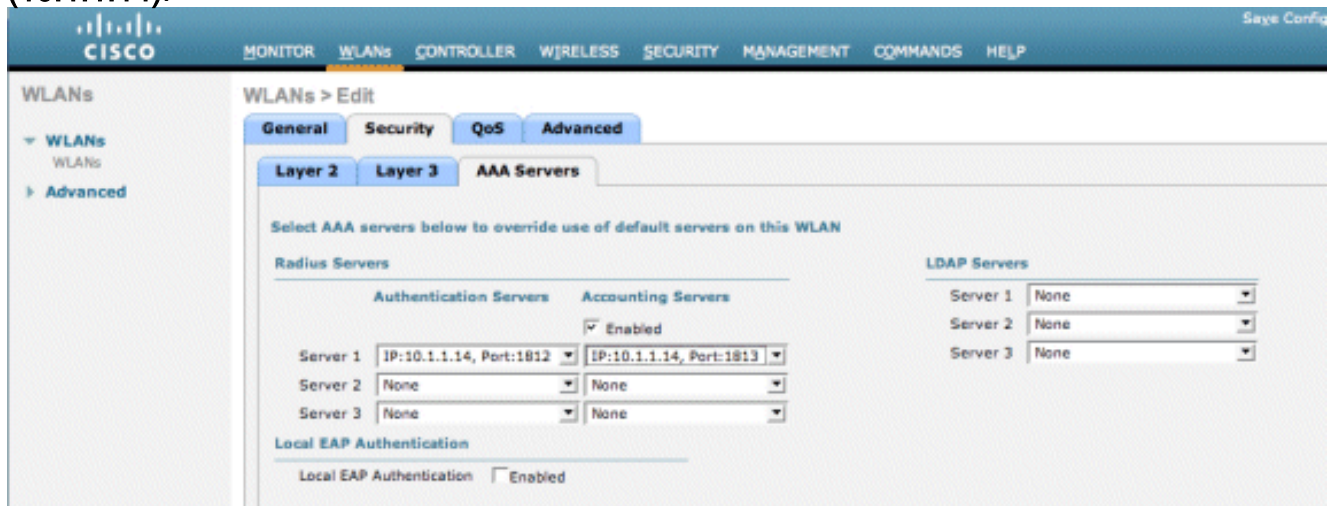 (10.1.1.14).
Save Config
CISCO
MONITOR WLANs CONTROLLER WIRELESS SECURITY MANAGEMENT COMMANDS HELP
WLANs
WLANs
WLANs
Advanced
WLANs > Edit
General Security QoS Advanced
Layer 2 Layer 3 AAA Servers
Select AAA servers below to override use of default servers on this WLAN
Radius Servers
Authentication Servers Accounting Servers
Enabled
Server 1 IP:10.1.1.14, Port:1812 IP:10.1.1.14, Port:1813
Server 2 None None
Server 3 None None
Local EAP Authentication
Local EAP Authentication Enabled
LDAP Servers
Server 1 None
Server 2 None
Server 3 None